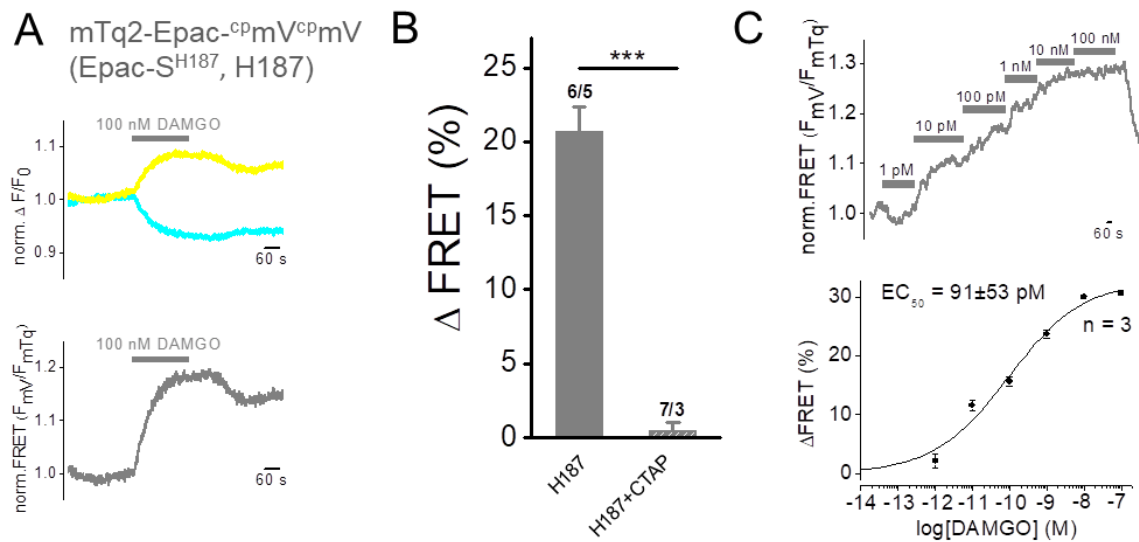 A
mTq2-Epac-cpmVcpmV
(Epac-SH187, H187)
100 nM DAMGO
norm. Δ F/F0
1.1
1.0
0.9
60 s
100 nM DAMGO
norm.FRET (FmV/FmTq)
1.2
1.1
1.0
60 s
B
Δ FRET (%)
25
20
15
10
5
0
6/5
***
7/3
H187
H187+CTAP
C
norm.FRET (FmV/FmTq)
1.3
1.2
1.1
1.0
1 pM
10 pM
100 pM
1 nM
10 nM
100 nM
60 s
ΔFRET (%)
30
20
10
0
EC50 = 91±53 pM
n = 3
-14 -13 -12 -11 -10 -9 -8 -7
log[DAMGO] (M)